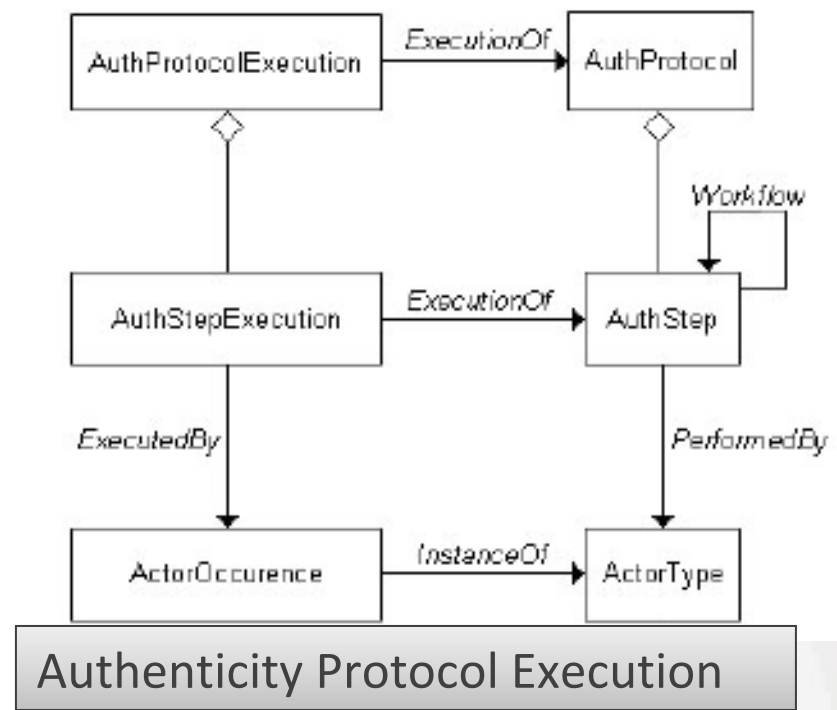 ExecutionOf
AuthProtocolExecution
AuthProtocol
Workflow
ExecutionOf
AuthStepExecution
AuthStep
ExecutedBy
PerformedBy
InstanceOf
ActorOccurence
ActorType
Authenticity Protocol Execution